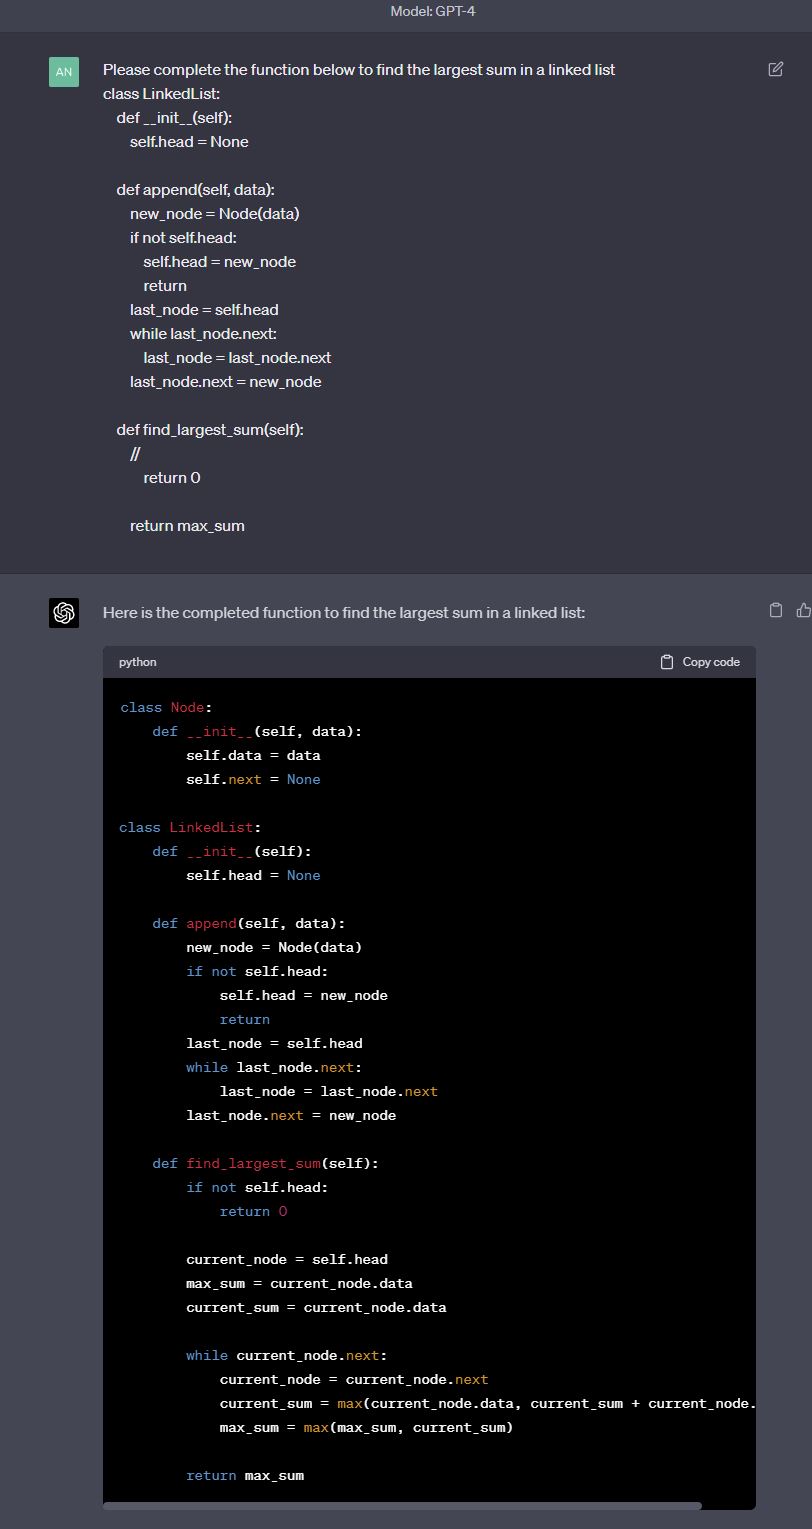 Model: GPT-4
AN
Please complete the function below to find the largest sum in a linked list
class LinkedList:
    def __init__(self):
        self.head = None

    def append(self, data):
        new_node = Node(data)
        if not self.head:
            self.head = new_node
            return
        last_node = self.head
        while last_node.next:
            last_node = last_node.next
        last_node.next = new_node

    def find_largest_sum(self):
        //
            return 0

        return max_sum
Here is the completed function to find the largest sum in a linked list:
python
Copy code
class Node:
    def __init__(self, data):
        self.data = data
        self.next = None

class LinkedList:
    def __init__(self):
        self.head = None

    def append(self, data):
        new_node = Node(data)
        if not self.head:
            self.head = new_node
            return
        last_node = self.head
        while last_node.next:
            last_node = last_node.next
        last_node.next = new_node

    def find_largest_sum(self):
        if not self.head:
            return 0

        current_node = self.head
        max_sum = current_node.data
        current_sum = current_node.data

        while current_node.next:
            current_node = current_node.next
            current_sum = max(current_node.data, current_sum + current_node.
            max_sum = max(max_sum, current_sum)

        return max_sum